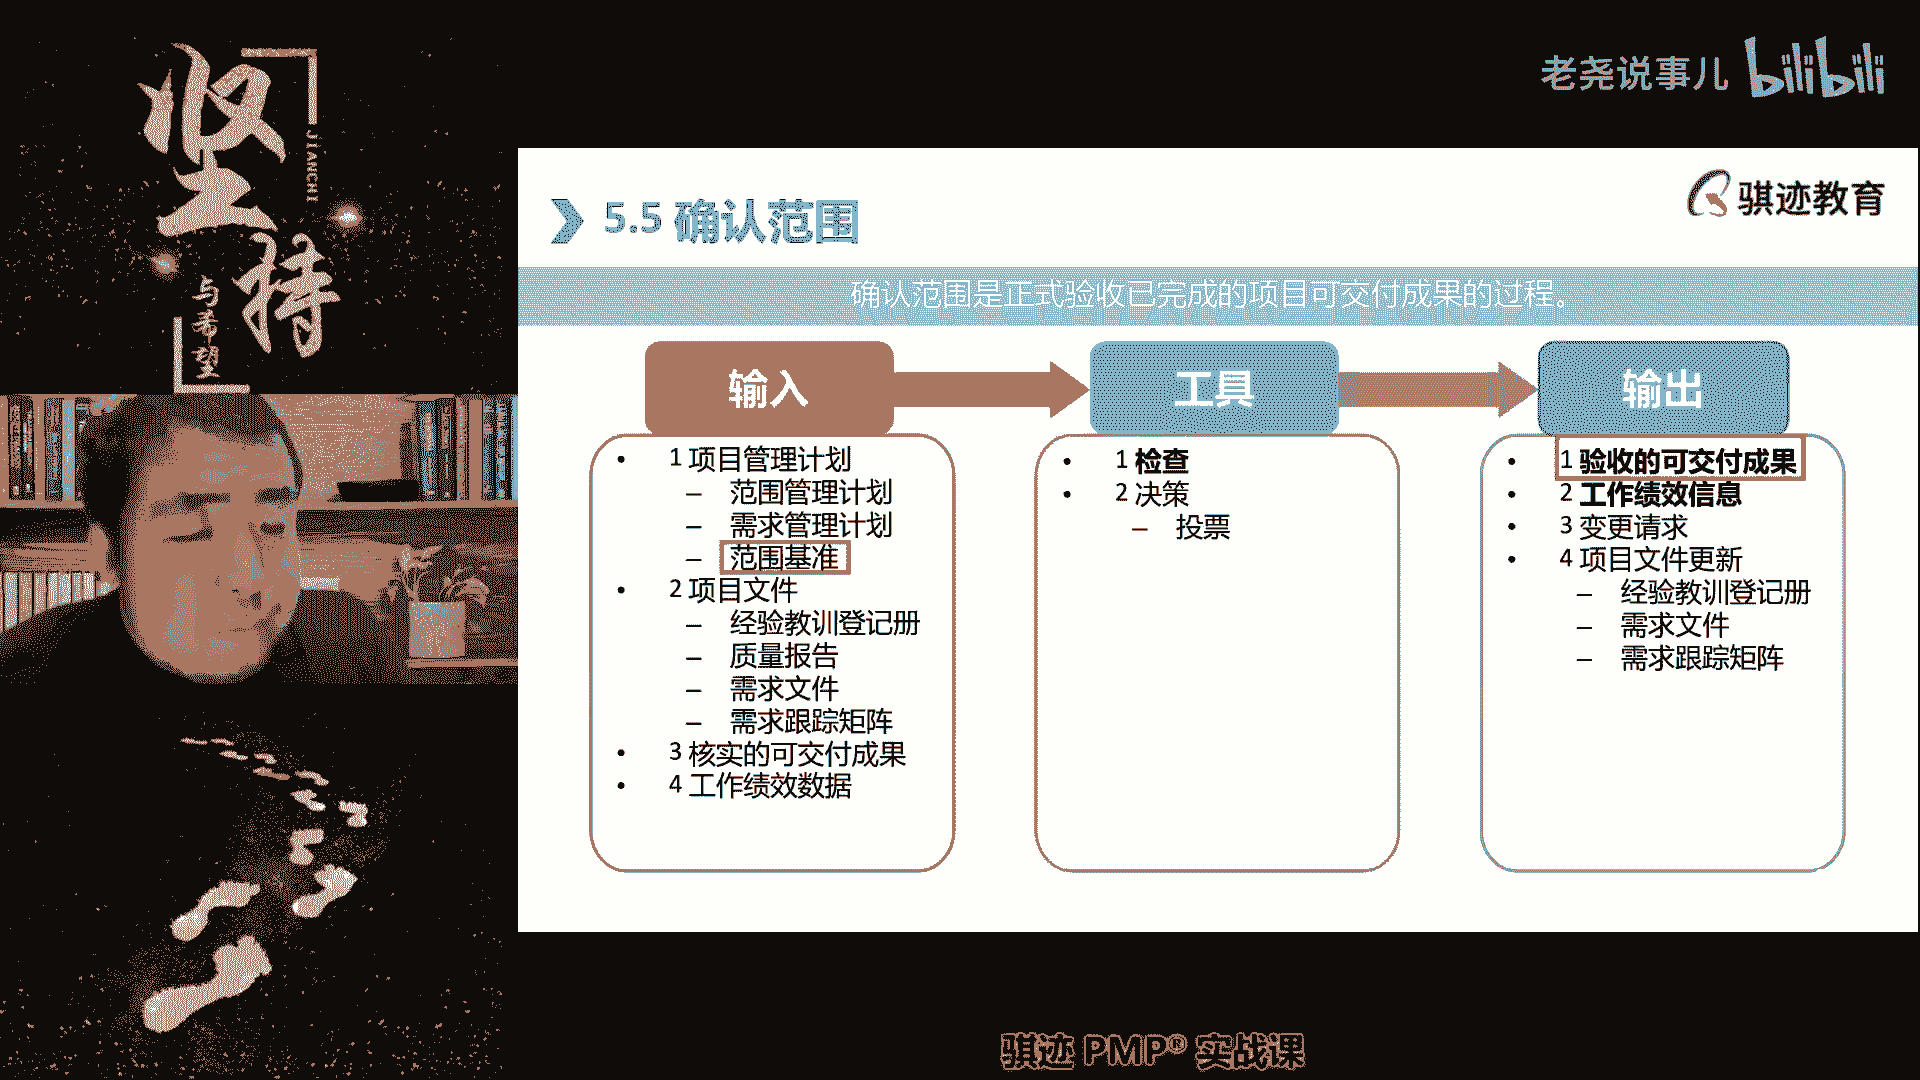 坚持
JIANCHI
与希望
老尧说事儿 bilibili
5.5 确认范围
骐迹教育
确认范围是正式验收已完成的项目可交付成果的过程。
输入
• 1 项目管理计划
– 范围管理计划
– 需求管理计划
– 范围基准
• 2 项目文件
– 经验教训登记册
– 质量报告
– 需求文件
– 需求跟踪矩阵
• 3 核实的可交付成果
• 4 工作绩效数据
工具
• 1 检查
• 2 决策
– 投票
输出
• 1 验收的可交付成果
• 2 工作绩效信息
• 3 变更请求
• 4 项目文件更新
– 经验教训登记册
– 需求文件
– 需求跟踪矩阵
骐迹 PMP® 实战课